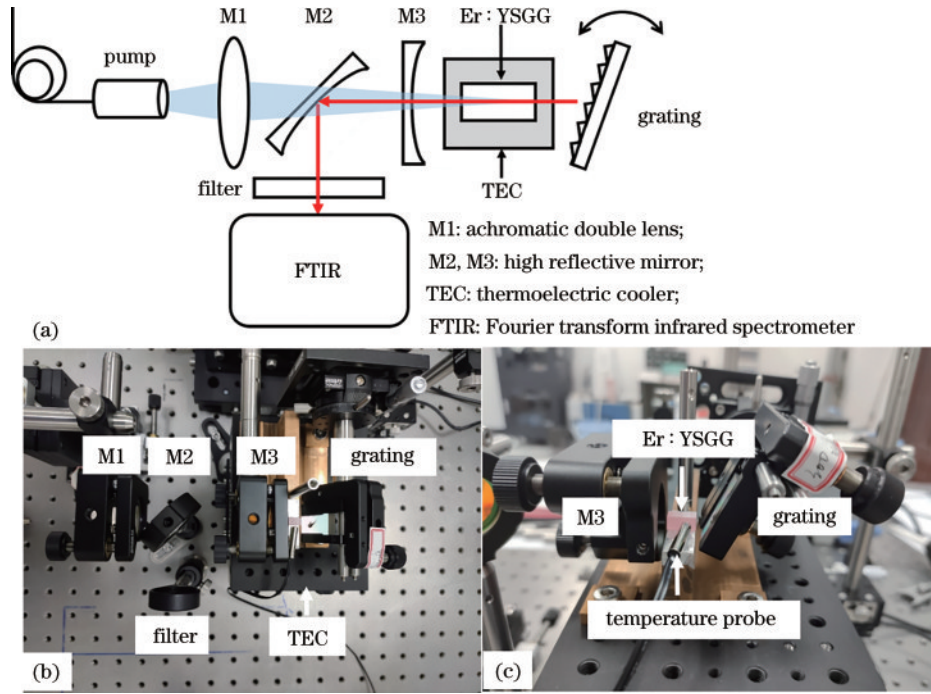 M1
M2
M3
Er：YSGG
pump
grating
filter
TEC
FTIR
M1: achromatic double lens;
M2, M3: high reflective mirror;
TEC: thermoelectric cooler;
FTIR: Fourier transform infrared spectrometer
(a)
M1
M2
M3
grating
filter
TEC
(b)
Er：YSGG
M3
grating
temperature probe
(c)